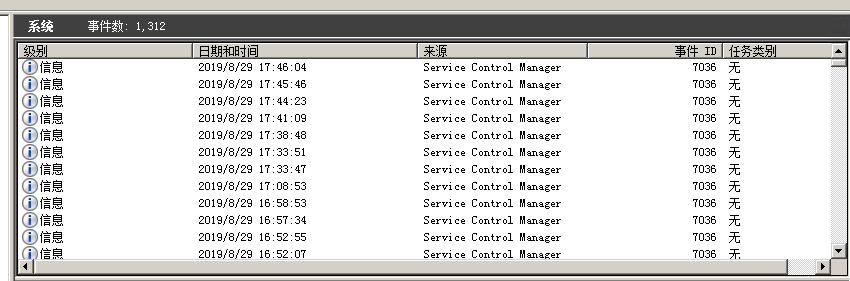 系统 事件数: 1,312
级别 日期和时间 来源 事件 ID 任务类别
信息 2019/8/29 17:46:04 Service Control Manager 7036 无
信息 2019/8/29 17:45:46 Service Control Manager 7036 无
信息 2019/8/29 17:44:23 Service Control Manager 7036 无
信息 2019/8/29 17:41:09 Service Control Manager 7036 无
信息 2019/8/29 17:38:48 Service Control Manager 7036 无
信息 2019/8/29 17:33:51 Service Control Manager 7036 无
信息 2019/8/29 17:33:47 Service Control Manager 7036 无
信息 2019/8/29 17:08:53 Service Control Manager 7036 无
信息 2019/8/29 16:58:53 Service Control Manager 7036 无
信息 2019/8/29 16:57:34 Service Control Manager 7036 无
信息 2019/8/29 16:52:55 Service Control Manager 7036 无
信息 2019/8/29 16:52:07 Service Control Manager 7036 无